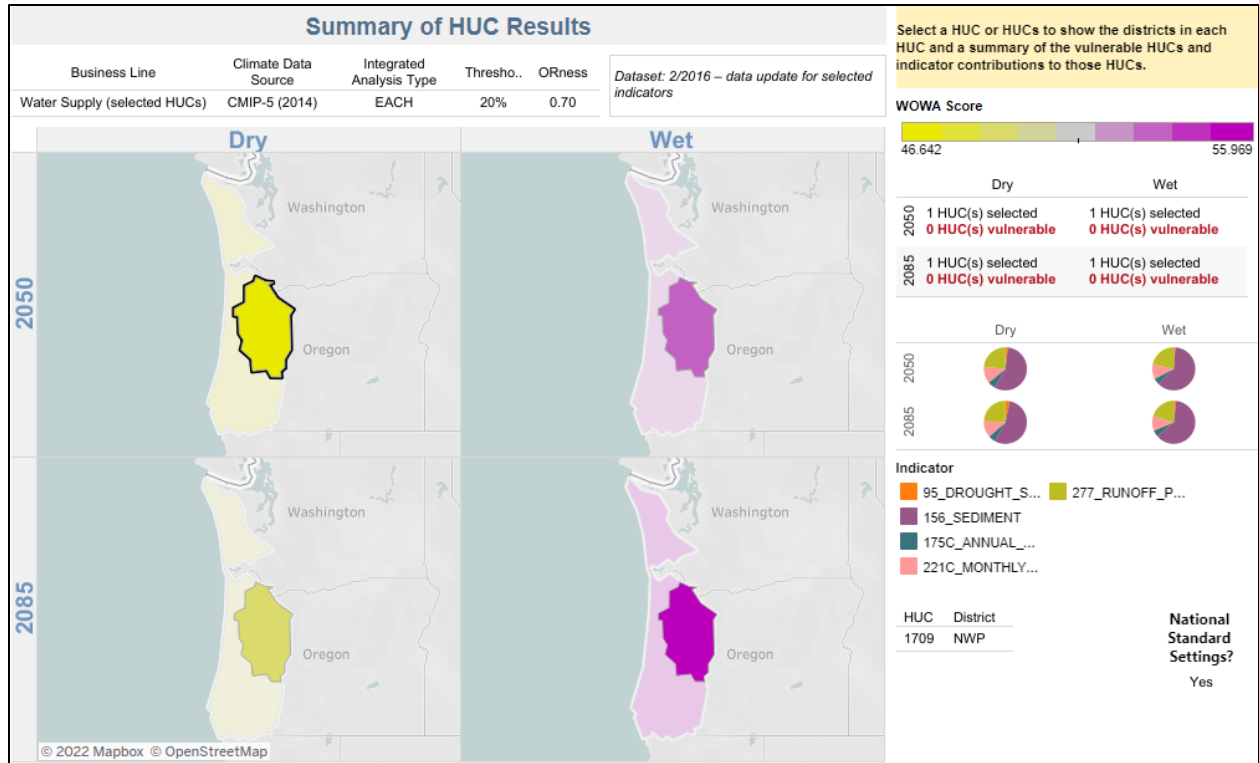 Summary of HUC Results
Business Line
Climate Data Source
Integrated Analysis Type
Thresho..
ORness
Water Supply (selected HUCs)
CMIP-5 (2014)
EACH
20%
0.70
Dataset: 2/2016 – data update for selected
indicators
Dry
Wet
2050
Washington
Oregon
Washington
Oregon
2085
Washington
Oregon
Washington
Oregon
© 2022 Mapbox © OpenStreetMap
Select a HUC or HUCs to show the districts in each
HUC and a summary of the vulnerable HUCs and
indicator contributions to those HUCs.
WOWA Score
46.642
55.969
Dry
Wet
2050
1 HUC(s) selected
0 HUC(s) vulnerable
1 HUC(s) selected
0 HUC(s) vulnerable
2085
1 HUC(s) selected
0 HUC(s) vulnerable
1 HUC(s) selected
0 HUC(s) vulnerable
Dry
Wet
2050
2085
Indicator
95_DROUGHT_S...
277_RUNOFF_P...
156_SEDIMENT
175C_ANNUAL_...
221C_MONTHLY...
HUC
District
1709
NWP
National
Standard
Settings?
Yes